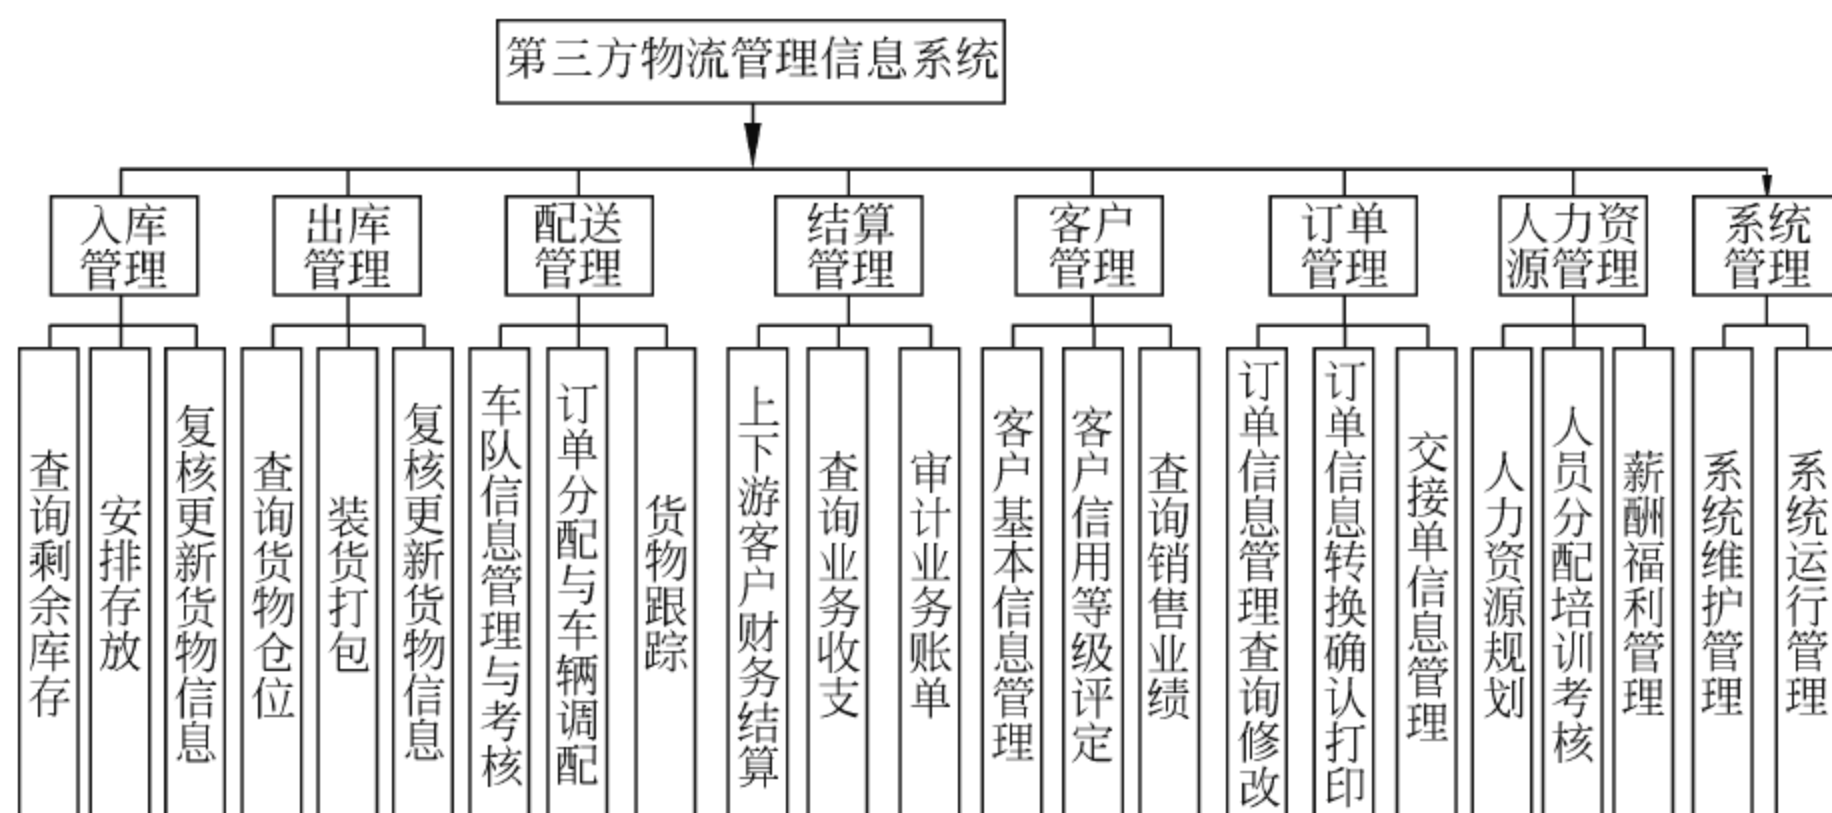 第三方物流管理信息系统
入库
管理
出库
管理
配送
管理
结算
管理
客户
管理
订单
管理
人力资
源管理
系统
管理
查询剩余库存
安排存放
复核更新货物信息
查询货物仓位
装货打包
复核更新货物信息
车队信息管理与考核
订单分配与车辆调配
货物跟踪
上下游客户财务结算
查询业务收支
审计业务账单
客户基本信息管理
客户信用等级评定
查询销售业绩
订单信息管理查询修改
订单信息转换确认打印
交接单信息管理
人力资源规划
人员分配培训考核
薪酬福利管理
系统维护管理
系统运行管理